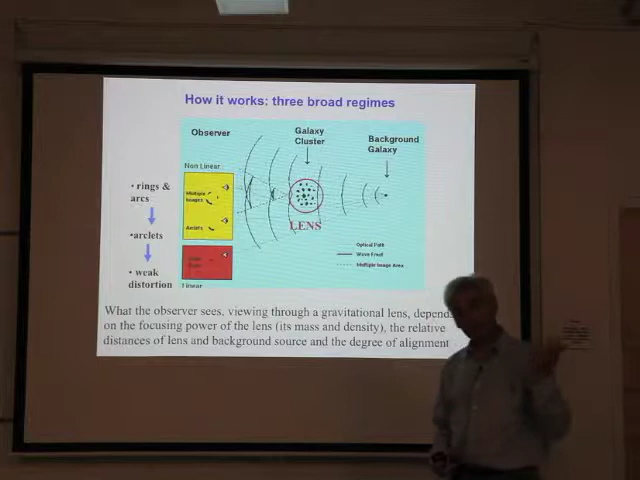 How it works: three broad regimes
Observer
Galaxy
Cluster
Background
Galaxy
Non Linear
• rings &
arcs
Multiple
Images
Arclets
LENS
•arclets
• weak
distortion
Linear
Optical Path
Wave Front
Multiple Image Area
What the observer sees, viewing through a gravitational lens, depends
on the focusing power of the lens (its mass and density), the relative
distances of lens and background source and the degree of alignment